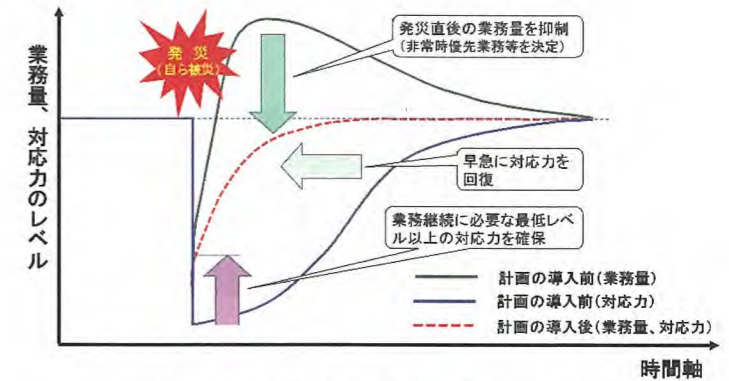 発災直後の業務量を抑制
(非常時優先業務等を決定)
発 災
(自ら被災)
業務量、対応力のレベル
早急に対応力を
回復
業務継続に必要な最低レベ
ル以上の対応力を確保
計画の導入前(業務量)
計画の導入前(対応力)
計画の導入後(業務量、対応力)
時間軸